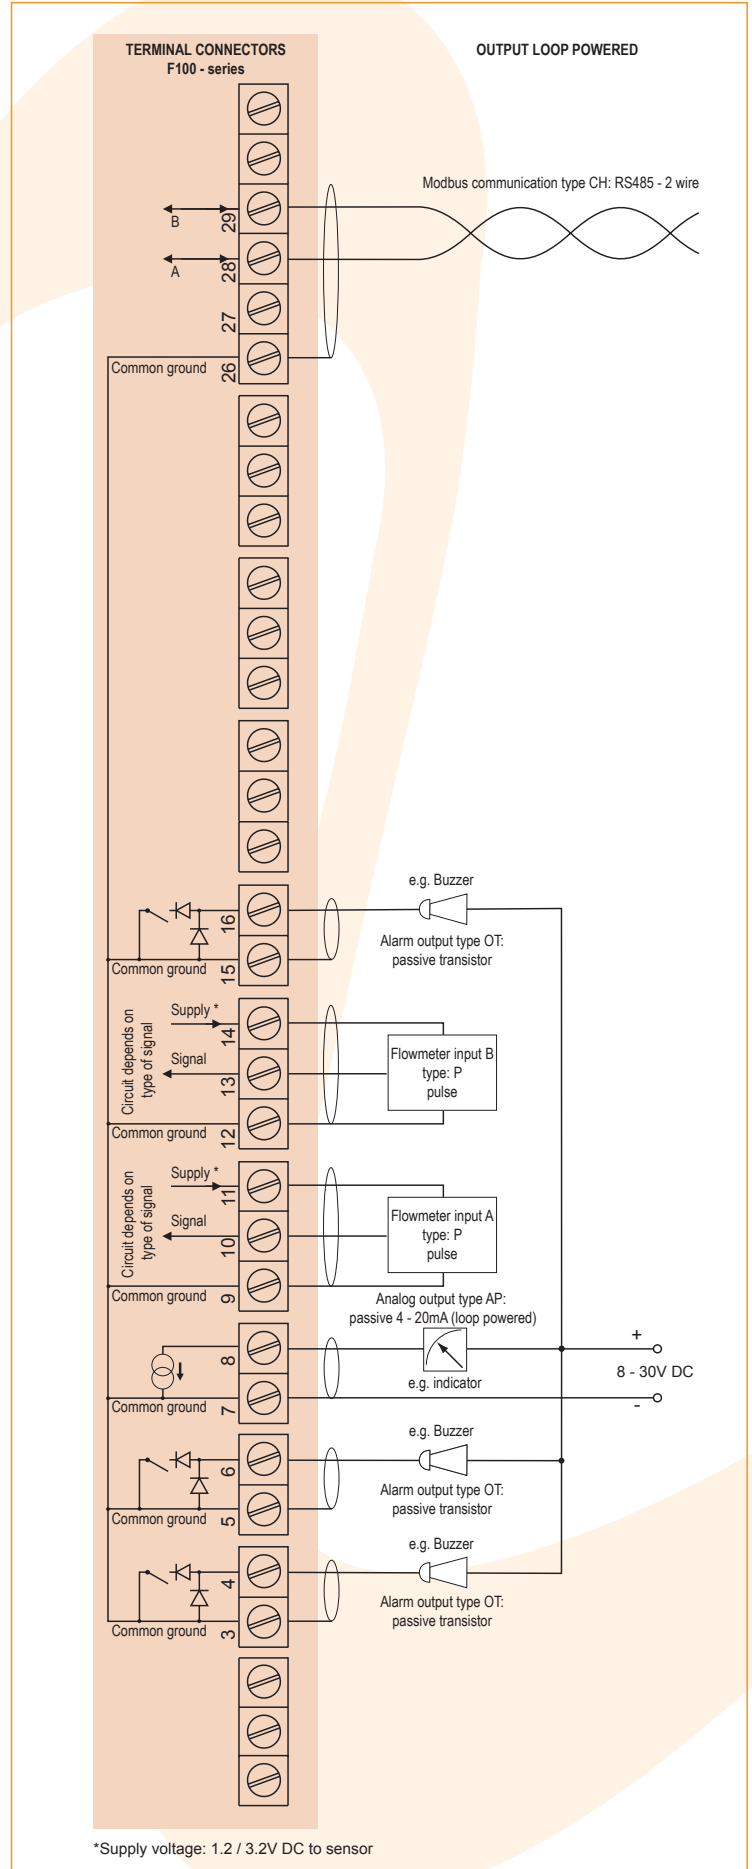 TERMINAL CONNECTORS
F100 - series
OUTPUT LOOP POWERED
Modbus communication type CH: RS485 - 2 wire
B
29
A
28
27
Common ground
26
e.g. Buzzer
16
Alarm output type OT:
passive transistor
Common ground
15
Circuit depends on
type of signal
Supply *
14
Signal
13
Flowmeter input B
type: P
pulse
Common ground
12
Circuit depends on
type of signal
Supply *
11
Signal
10
Flowmeter input A
type: P
pulse
Common ground
9
Analog output type AP:
passive 4 - 20mA (loop powered)
8
+
8 - 30V DC
e.g. indicator
Common ground
7
-
e.g. Buzzer
6
Alarm output type OT:
passive transistor
Common ground
5
e.g. Buzzer
4
Alarm output type OT:
passive transistor
Common ground
3
*Supply voltage: 1.2 / 3.2V DC to sensor